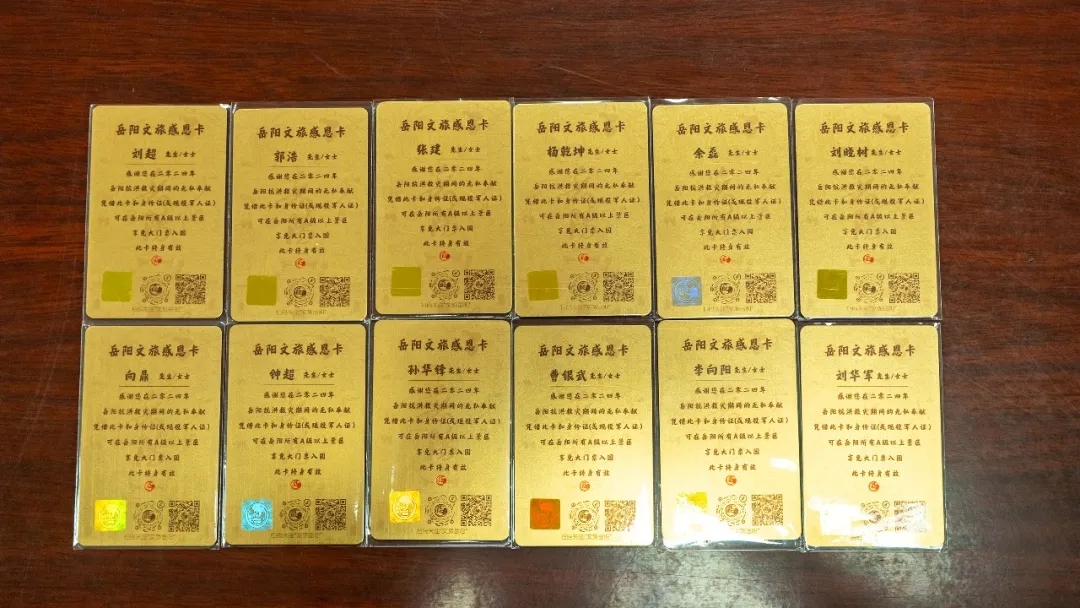 岳阳文旅感恩卡
刘超 先生/女士
感谢您在二零二四年
岳阳抗洪救灾期间的无私奉献
凭借此卡和身份证(或现役军人证)
可在岳阳所有A级以上景区
享免大门票入园
此卡终身有效
岳阳文旅感恩卡
郭浩 先生/女士
感谢您在二零二四年
岳阳抗洪救灾期间的无私奉献
凭借此卡和身份证(或现役军人证)
可在岳阳所有A级以上景区
享免大门票入园
此卡终身有效
岳阳文旅感恩卡
张建 先生/女士
感谢您在二零二四年
岳阳抗洪救灾期间的无私奉献
凭借此卡和身份证(或现役军人证)
可在岳阳所有A级以上景区
享免大门票入园
此卡终身有效
岳阳文旅感恩卡
杨乾坤 先生/女士
感谢您在二零二四年
岳阳抗洪救灾期间的无私奉献
凭借此卡和身份证(或现役军人证)
可在岳阳所有A级以上景区
享免大门票入园
此卡终身有效
岳阳文旅感恩卡
余磊 先生/女士
感谢您在二零二四年
岳阳抗洪救灾期间的无私奉献
凭借此卡和身份证(或现役军人证)
可在岳阳所有A级以上景区
享免大门票入园
此卡终身有效
岳阳文旅感恩卡
刘晓树 先生/女士
感谢您在二零二四年
岳阳抗洪救灾期间的无私奉献
凭借此卡和身份证(或现役军人证)
可在岳阳所有A级以上景区
享免大门票入园
此卡终身有效
岳阳文旅感恩卡
向鼎 先生/女士
感谢您在二零二四年
岳阳抗洪救灾期间的无私奉献
凭借此卡和身份证(或现役军人证)
可在岳阳所有A级以上景区
享免大门票入园
此卡终身有效
岳阳文旅感恩卡
钟超 先生/女士
感谢您在二零二四年
岳阳抗洪救灾期间的无私奉献
凭借此卡和身份证(或现役军人证)
可在岳阳所有A级以上景区
享免大门票入园
此卡终身有效
岳阳文旅感恩卡
孙华锋 先生/女士
感谢您在二零二四年
岳阳抗洪救灾期间的无私奉献
凭借此卡和身份证(或现役军人证)
可在岳阳所有A级以上景区
享免大门票入园
此卡终身有效
岳阳文旅感恩卡
曹银武 先生/女士
感谢您在二零二四年
岳阳抗洪救灾期间的无私奉献
凭借此卡和身份证(或现役军人证)
可在岳阳所有A级以上景区
享免大门票入园
此卡终身有效
岳阳文旅感恩卡
李向阳 先生/女士
感谢您在二零二四年
岳阳抗洪救灾期间的无私奉献
凭借此卡和身份证(或现役军人证)
可在岳阳所有A级以上景区
享免大门票入园
此卡终身有效
岳阳文旅感恩卡
刘华军 先生/女士
感谢您在二零二四年
岳阳抗洪救灾期间的无私奉献
凭借此卡和身份证(或现役军人证)
可在岳阳所有A级以上景区
享免大门票入园
此卡终身有效